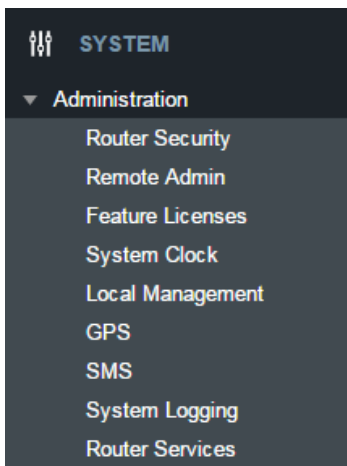 SYSTEM
Administration
Router Security
Remote Admin
Feature Licenses
System Clock
Local Management
GPS
SMS
System Logging
Router Services